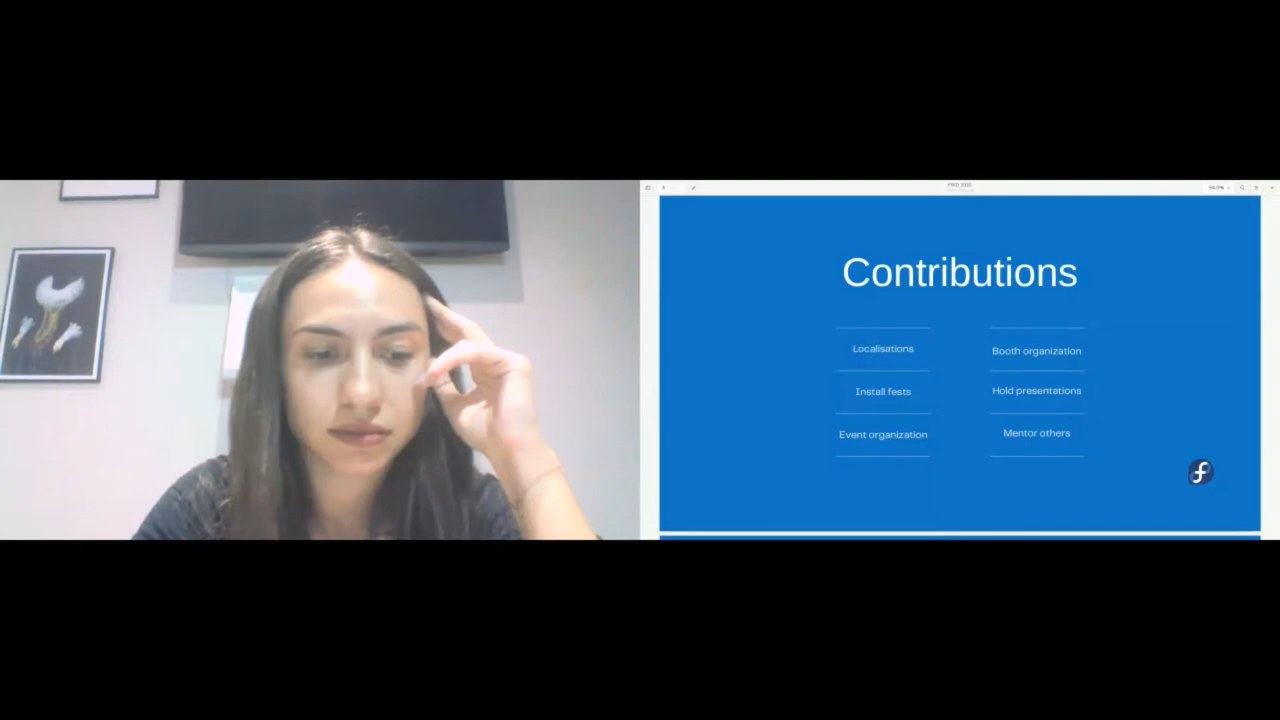 Contributions
Localisations
Install fests
Event organization
Booth organization
Hold presentations
Mentor others